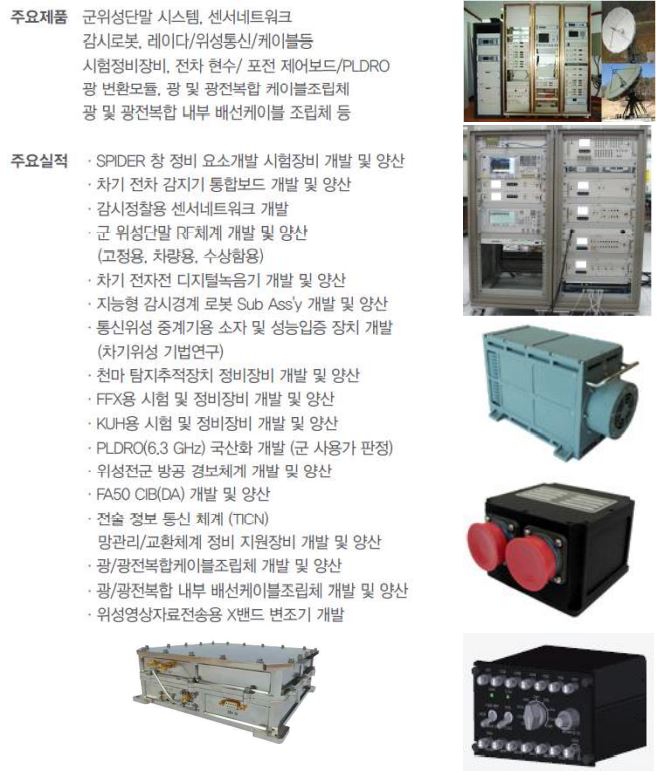 주요제품 군위성단말 시스템, 센서네트워크
감시로봇, 레이다/위성통신/케이블등
시험정비장비, 전차 현수/ 포전 제어보드/PLDRO
광 변환모듈, 광 및 광전복합 케이블조립체
광 및 광전복합 내부 배선케이블 조립체 등
주요실적 · SPIDER 창 정비 요소개발 시험장비 개발 및 양산
· 차기 전차 감지기 통합보드 개발 및 양산
· 감시정찰용 센서네트워크 개발
· 군 위성단말 RF체계 개발 및 양산
(고정용, 차량용, 수상함용)
· 차기 전자전 디지털녹음기 개발 및 양산
· 지능형 감시경계 로봇 Sub Ass'y 개발 및 양산
· 통신위성 중계기용 소자 및 성능입증 장치 개발
(차기위성 기법연구)
· 천마 탐지추적장치 정비장비 개발 및 양산
· FFX용 시험 및 정비장비 개발 및 양산
· KUH용 시험 및 정비장비 개발 및 양산
· PLDRO(6.3 GHz) 국산화 개발 (군 사용가 판정)
· 위성전군 방공 경보체계 개발 및 양산
· FA50 CIB(DA) 개발 및 양산
· 전술 정보 통신 체계 (TICN)
망관리/교환체계 정비 지원장비 개발 및 양산
· 광/광전복합케이블조립체 개발 및 양산
· 광/광전복합 내부 배선케이블조립체 개발 및 양산
· 위성영상자료전송용 X밴드 변조기 개발